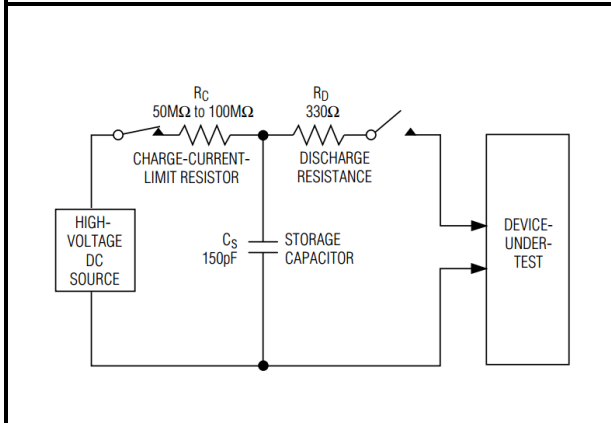 RC
50MΩ to 100MΩ
CHARGE-CURRENT-
LIMIT RESISTOR
RD
330Ω
DISCHARGE
RESISTANCE
HIGH-
VOLTAGE
DC
SOURCE
CS
150pF
STORAGE
CAPACITOR
DEVICE-
UNDER-
TEST